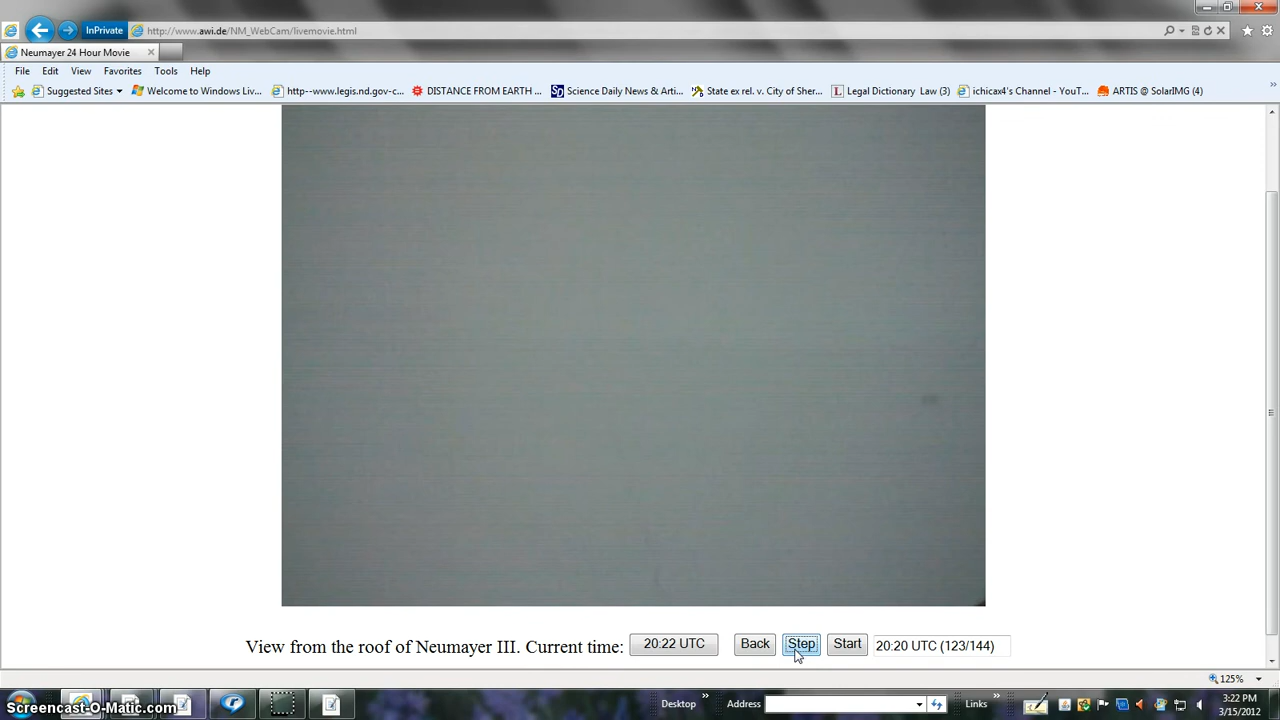 InPrivate http://www.awi.de/NM_WebCam/livemovie.html
Neumayer 24 Hour Movie
File Edit View Favorites Tools Help
Suggested Sites Welcome to Windows Liv... http--www.legis.nd.gov-c... DISTANCE FROM EARTH ... Science Daily News & Arti... State ex rel. v. City of Sher... Legal Dictionary Law (3) ichicax4's Channel - YouT... ARTIS @ SolarIMG (4)
View from the roof of Neumayer III. Current time: 20:22 UTC Back Step Start 20:20 UTC (123/144)
125%
Screencast-O-Matic.com Desktop Address Links 3:22 PM
3/15/2012